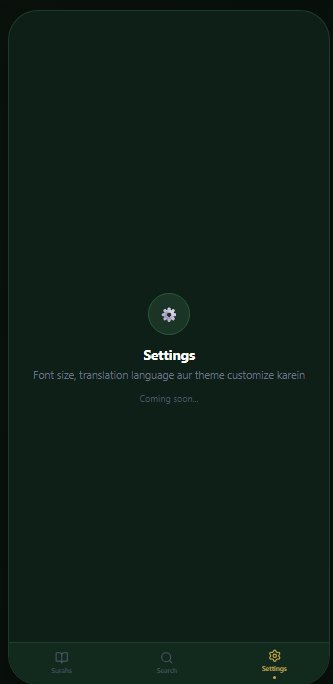 Settings
Font size, translation language aur theme customize karein
Coming soon...
Surahs
Search
Settings